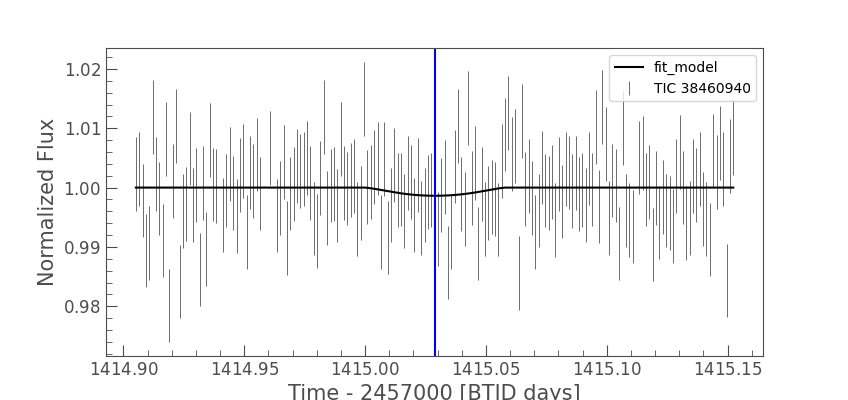 fit_model
TIC 38460940
Normalized Flux
1.02
1.01
1.00
0.99
0.98
1414.90 1414.95 1415.00 1415.05 1415.10 1415.15
Time - 2457000 [BTJD days]